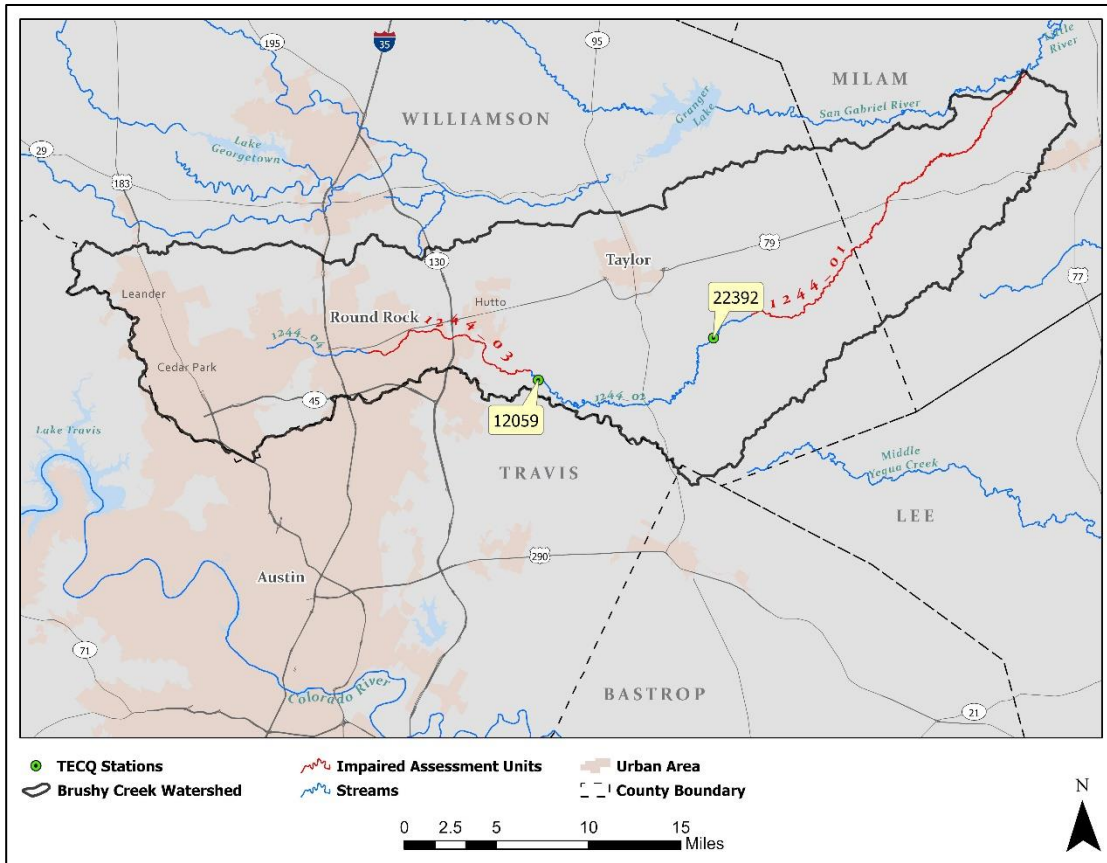 195
35
95
Little
River
MILAM
San Gabriel River
WILLIAMSON
Granger
Lake
Lake
Georgetown
29
183
79
77
130
Taylor
1244_01
22392
Leander
Hutto
Round Rock
1244_03
1244_04
Cedar Park
45
12059
1244_02
Lake Travis
TRAVIS
Middle
Yegua Creek
LEE
290
Austin
71
Colorado River
BASTROP
21
TECQ Stations
Impaired Assessment Units
Urban Area
Brushy Creek Watershed
Streams
County Boundary
N
0 2.5 5 10 15
Miles